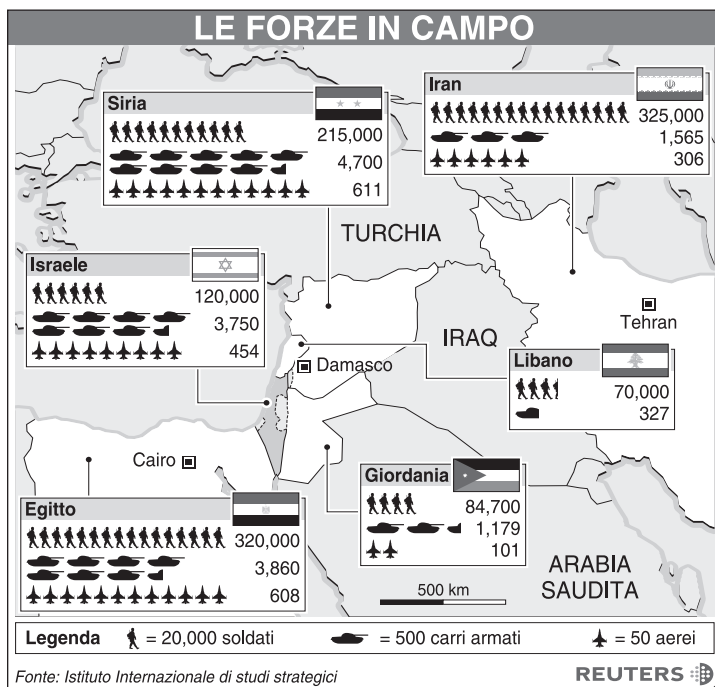 LE FORZE IN CAMPO
Siria
215,000
4,700
611
Iran
325,000
1,565
306
TURCHIA
Israele
120,000
3,750
454
IRAQ
Tehran
Damasco
Libano
70,000
327
Cairo
Giordania
84,700
1,179
101
Egitto
320,000
3,860
608
500 km
ARABIA
SAUDITA
Legenda = 20,000 soldati = 500 carri armati = 50 aerei
Fonte: Istituto Internazionale di studi strategici
REUTERS